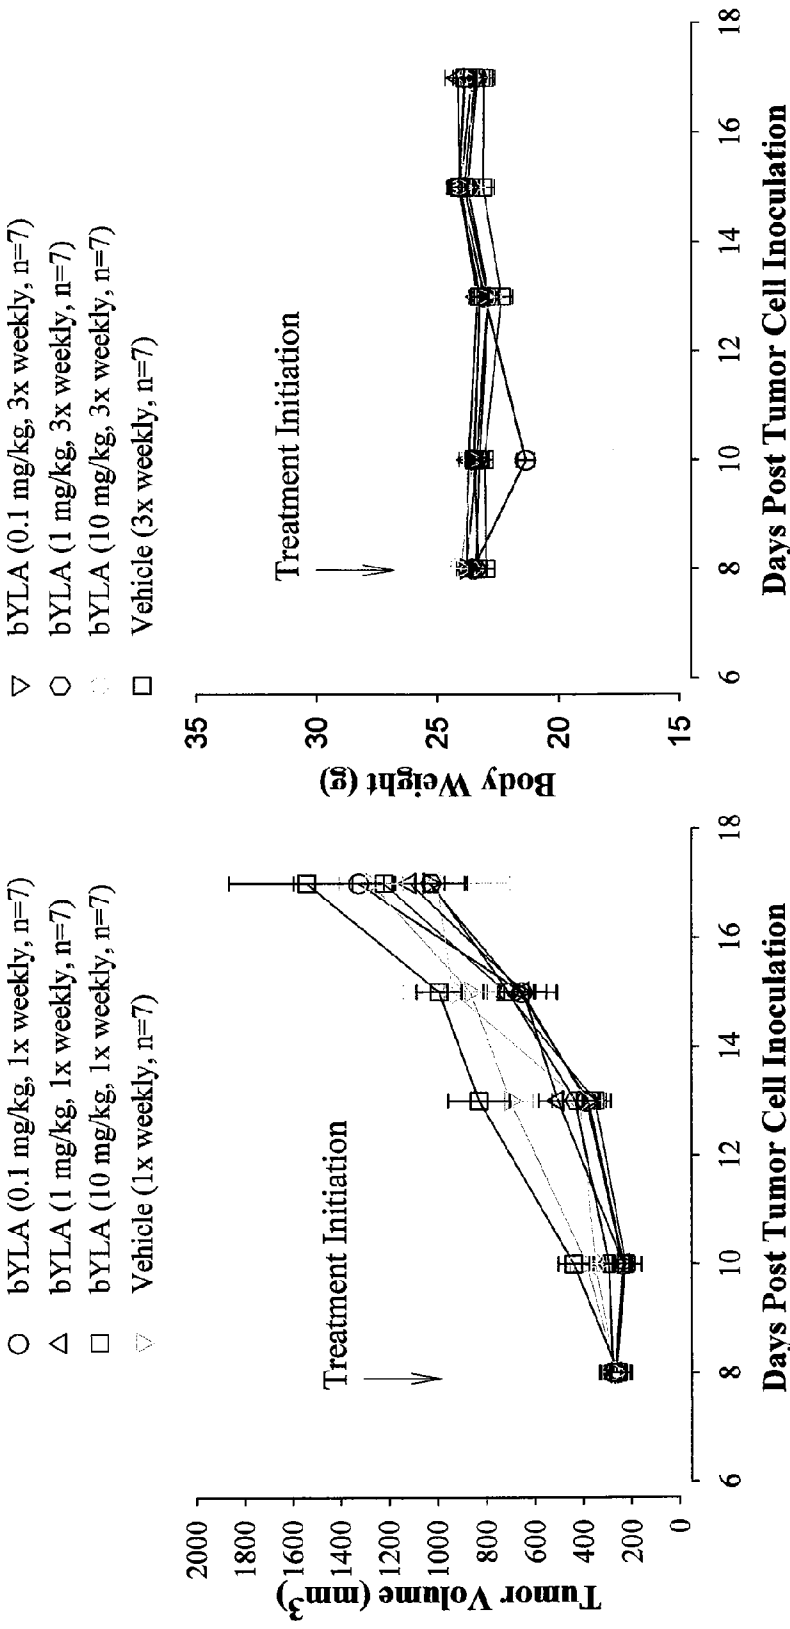 bYLA (0.1 mg/kg, 1x weekly, n=7)
bYLA (1 mg/kg, 1x weekly, n=7)
bYLA (10 mg/kg, 1x weekly, n=7)
Vehicle (1x weekly, n=7)
bYLA (0.1 mg/kg, 3x weekly, n=7)
bYLA (1 mg/kg, 3x weekly, n=7)
bYLA (10 mg/kg, 3x weekly, n=7)
Vehicle (3x weekly, n=7)
Tumor Volume (mm³)
2000
1800
1600
1400
1200
1000
800
600
400
200
0
Treatment Initiation
6
8
10
12
14
16
18
Days Post Tumor Cell Inoculation
Body Weight (g)
35
30
25
20
15
Treatment Initiation
6
8
10
12
14
16
18
Days Post Tumor Cell Inoculation